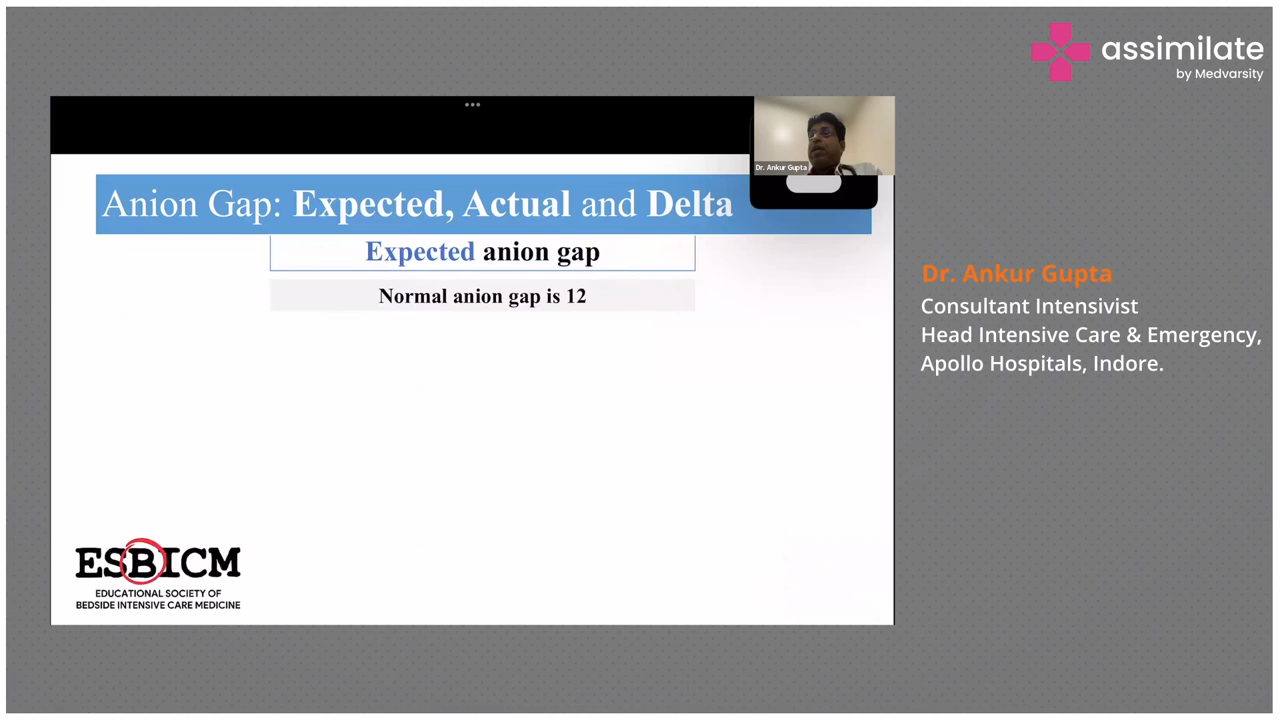 assimilate
by Medvarsity
Dr. Ankur Gupta
Anion Gap: Expected, Actual and Delta
Expected anion gap
Normal anion gap is 12
Dr. Ankur Gupta
Consultant Intensivist
Head Intensive Care & Emergency,
Apollo Hospitals, Indore.
ESBICM
EDUCATIONAL SOCIETY OF
BEDSIDE INTENSIVE CARE MEDICINE